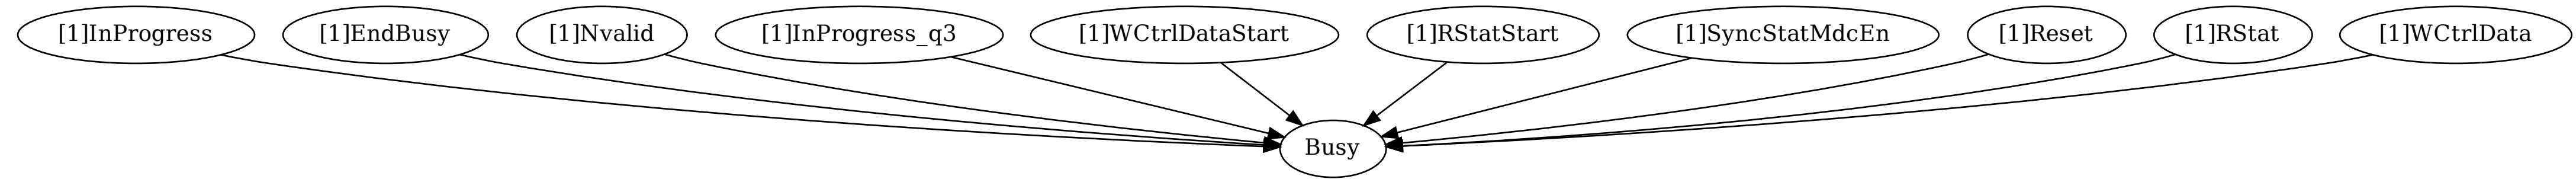 [1]InProgress
[1]EndBusy
[1]Nvalid
[1]InProgress_q3
[1]WCtrlDataStart
[1]RStatStart
[1]SyncStatMdcEn
[1]Reset
[1]RStat
[1]WCtrlData
Busy